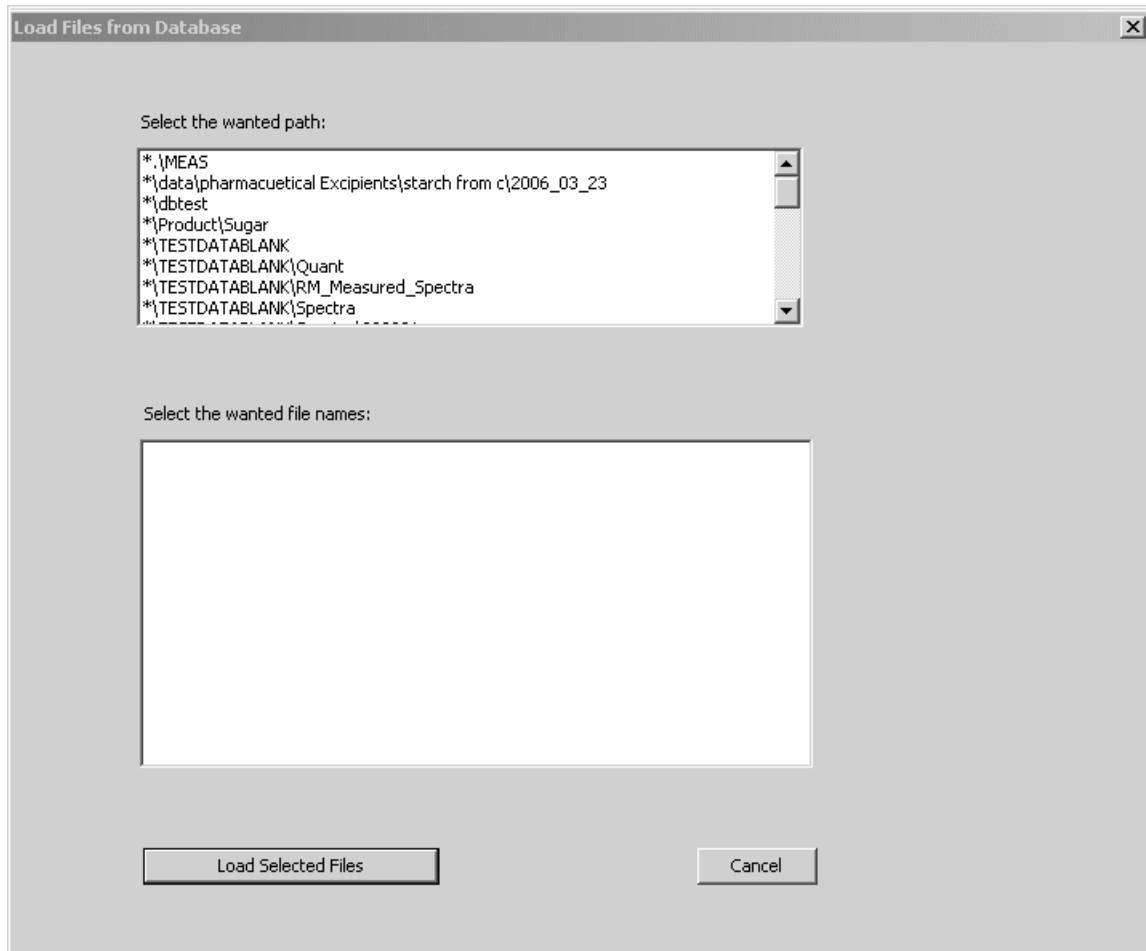 Load Files from Database
Select the wanted path:
*.\MEAS
*\data\pharmacuetical Excipients\starch from c\2006_03_23
*\dbtest
*\Product\Sugar
*\TESTDATABLANK
*\TESTDATABLANK\Quant
*\TESTDATABLANK\RM_Measured_Spectra
*\TESTDATABLANK\Spectra
Select the wanted file names:
Load Selected Files
Cancel